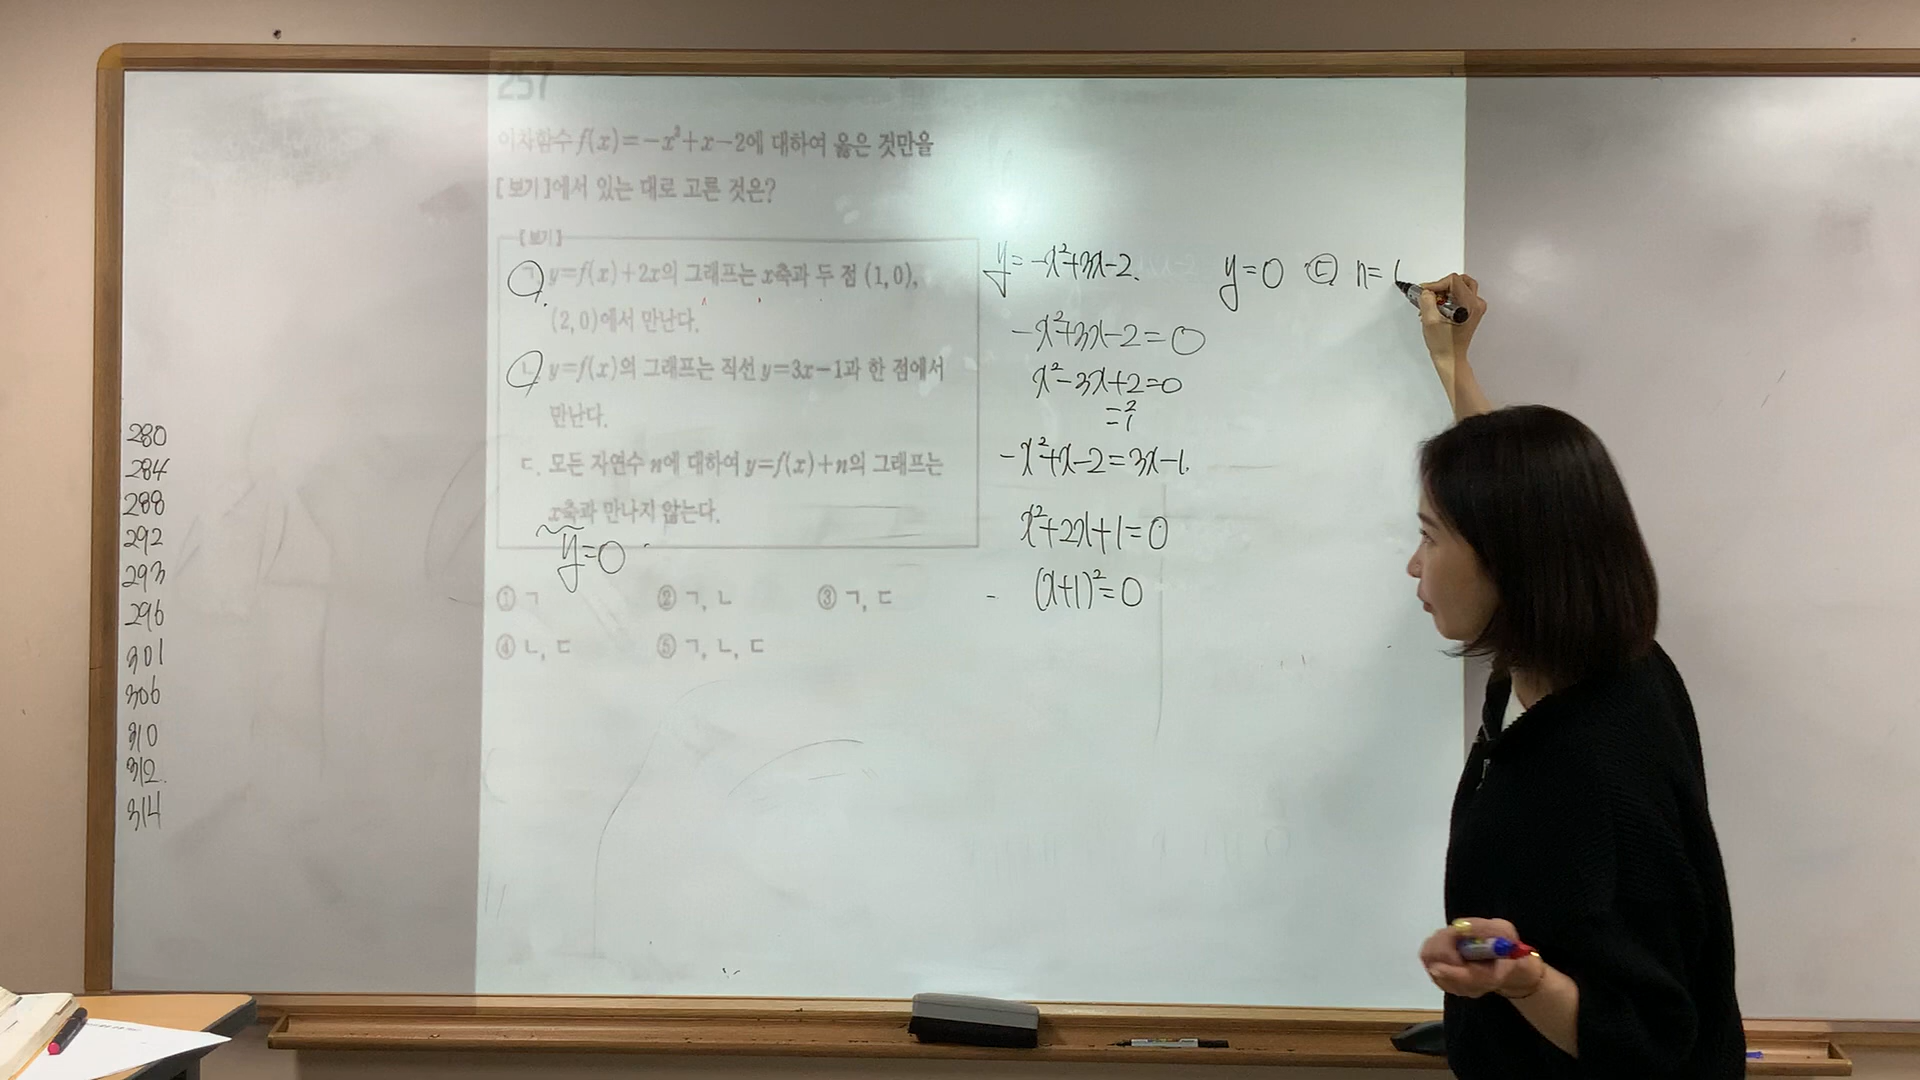 257
이차함수 f(x)=-x²+x-2에 대하여 옳은 것만을
[보기]에서 있는 대로 고른 것은?
[보기]
ㄱ. y=f(x)+2x의 그래프는 x축과 두 점 (1, 0),
(2, 0)에서 만난다.
ㄴ. y=f(x)의 그래프는 직선 y=3x-1과 한 점에서
만난다.
ㄷ. 모든 자연수 n에 대하여 y=f(x)+n의 그래프는
x축과 만나지 않는다.
y=0
① ㄱ ② ㄱ, ㄴ ③ ㄱ, ㄷ
④ ㄴ, ㄷ ⑤ ㄱ, ㄴ, ㄷ
y=-x²+3x-2.
-x²+3x-2=0
x²-3x+2=0
-2
-1
-x²+x-2=3x-1.
x²+2x+1=0
(x+1)²=0
y=0 ㄷ n=1
280
284
288
292
293
296
301
306
310
312.
314